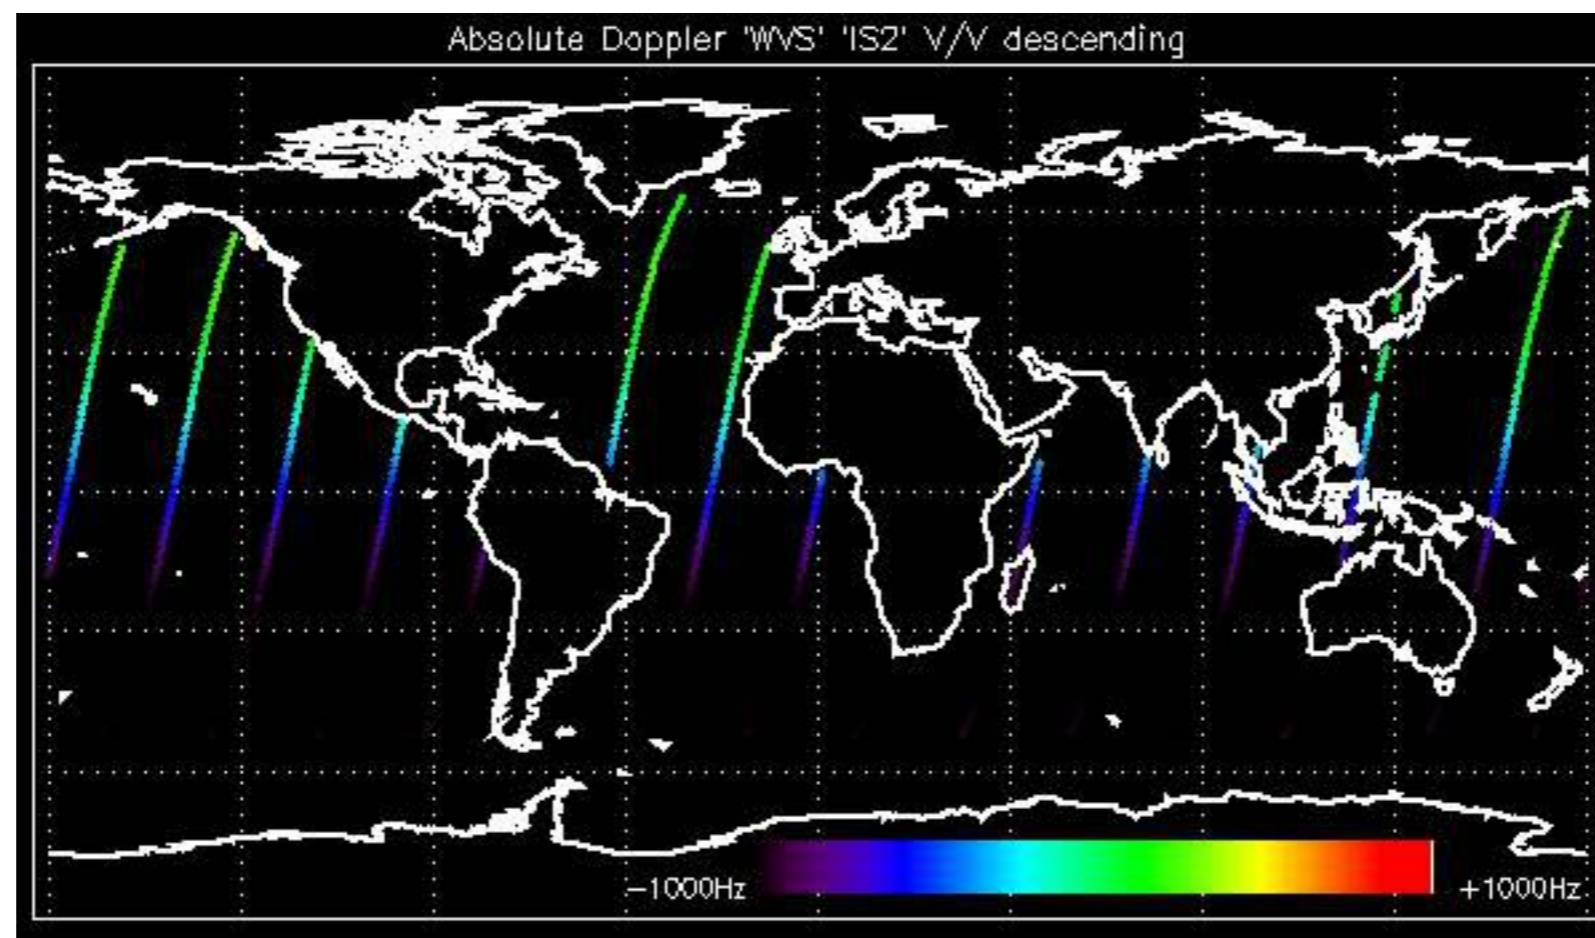 Absolute Doppler 'WVS' 'IS2' V/V descending
−1000Hz
+1000Hz